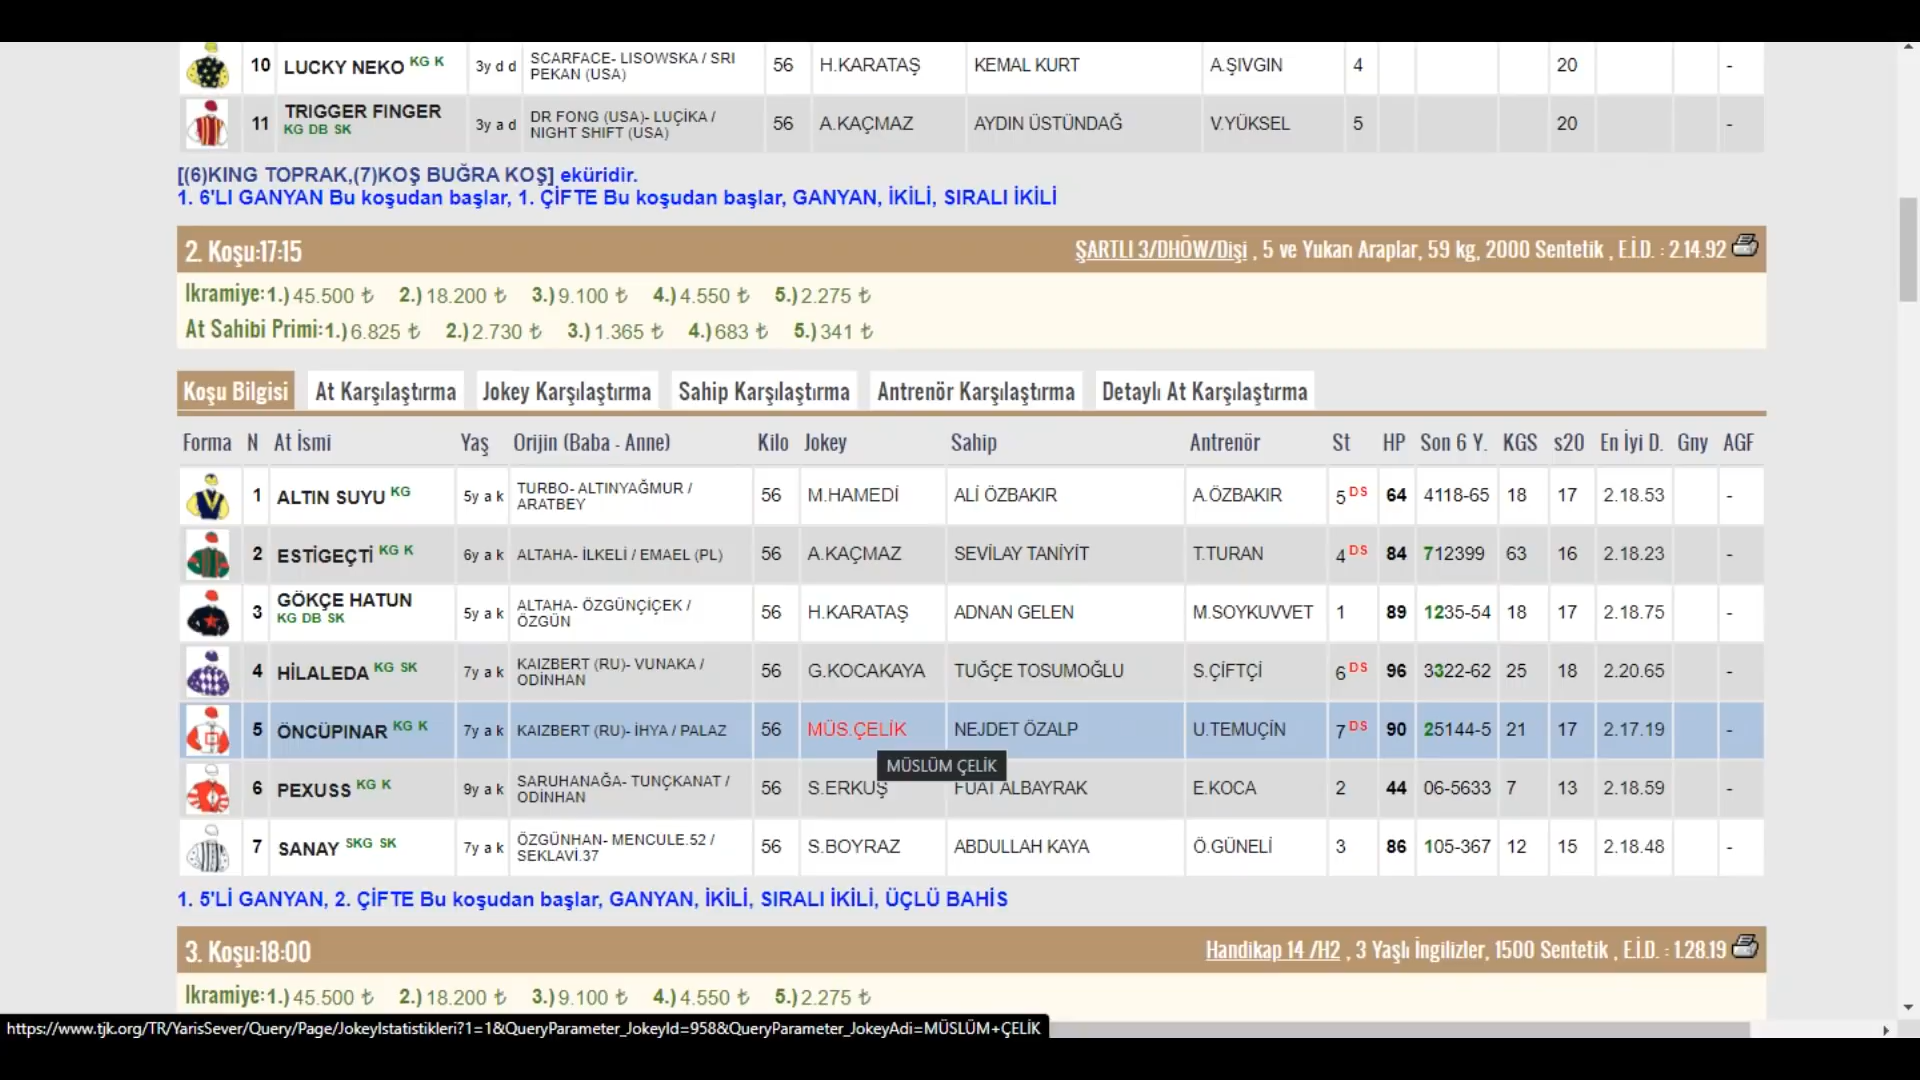 10 LUCKY NEKO KG K 3y d d SCARFACE- LISOWSKA / SRI PEKAN (USA) 56 H.KARATAŞ KEMAL KURT A.ŞIVGIN 4 20 -
11 TRIGGER FINGER KG DB SK 3y a d DR FONG (USA)- LUÇİKA / NIGHT SHIFT (USA) 56 A.KAÇMAZ AYDIN ÜSTÜNDAĞ V.YÜKSEL 5 20 -
[(6)KING TOPRAK,(7)KOŞ BUĞRA KOŞ] eküridir.
1. 6'LI GANYAN Bu koşudan başlar, 1. ÇİFTE Bu koşudan başlar, GANYAN, İKİLİ, SIRALI İKİLİ
2. Koşu:17:15 ŞARTLI 3/DHÖW/Dişi , 5 ve Yukarı Araplar, 59 kg, 2000 Sentetik , E.İ.D. : 2.14.92
İkramiye:1.) 45.500 ₺ 2.) 18.200 ₺ 3.) 9.100 ₺ 4.) 4.550 ₺ 5.) 2.275 ₺
At Sahibi Primi:1.) 6.825 ₺ 2.) 2.730 ₺ 3.) 1.365 ₺ 4.) 683 ₺ 5.) 341 ₺
Koşu Bilgisi At Karşılaştırma Jokey Karşılaştırma Sahip Karşılaştırma Antrenör Karşılaştırma Detaylı At Karşılaştırma
Forma N At İsmi Yaş Orijin (Baba - Anne) Kilo Jokey Sahip Antrenör St HP Son 6 Y. KGS s20 En İyi D. Gny AGF
1 ALTIN SUYU KG 5y a k TURBO- ALTINYAĞMUR / ARATBEY 56 M.HAMEDİ ALİ ÖZBAKIR A.ÖZBAKIR 5 DS 64 4118-65 18 17 2.18.53 -
2 ESTİGEÇTİ KG K 6y a k ALTAHA- İLKELİ / EMAEL (PL) 56 A.KAÇMAZ SEVİLAY TANİYİT T.TURAN 4 DS 84 712399 63 16 2.18.23 -
3 GÖKÇE HATUN KG DB SK 5y a k ALTAHA- ÖZGÜNÇİÇEK / ÖZGÜN 56 H.KARATAŞ ADNAN GELEN M.SOYKUVVET 1 89 1235-54 18 17 2.18.75 -
4 HİLALEDA KG SK 7y a k KAIZBERT (RU)- VUNAKA / ODİNHAN 56 G.KOCAKAYA TUĞÇE TOSUMOĞLU S.ÇİFTÇİ 6 DS 96 3322-62 25 18 2.20.65 -
5 ÖNCÜPINAR KG K 7y a k KAIZBERT (RU)- İHYA / PALAZ 56 MÜS.ÇELİK NEJDET ÖZALP U.TEMUÇİN 7 DS 90 25144-5 21 17 2.17.19 -
MÜSLÜM ÇELİK
6 PEXUSS KG K 9y a k SARUHANAĞA- TUNÇKANAT / ODİNHAN 56 S.ERKUŞ FUAT ALBAYRAK E.KOCA 2 44 06-5633 7 13 2.18.59 -
7 SANAY SKG SK 7y a k ÖZGÜNHAN- MENCULE.52 / SEKLAVİ.37 56 S.BOYRAZ ABDULLAH KAYA Ö.GÜNELİ 3 86 105-367 12 15 2.18.48 -
1. 5'Lİ GANYAN, 2. ÇİFTE Bu koşudan başlar, GANYAN, İKİLİ, SIRALI İKİLİ, ÜÇLÜ BAHİS
3. Koşu:18:00 Handikap 14 /H2 , 3 Yaşlı İngilizler, 1500 Sentetik , E.İ.D. : 1.28.19
İkramiye:1.) 45.500 ₺ 2.) 18.200 ₺ 3.) 9.100 ₺ 4.) 4.550 ₺ 5.) 2.275 ₺
https://www.tjk.org/TR/YarisSever/Query/Page/JokeyIstatistikleri?1=1&QueryParameter_JokeyId=958&QueryParameter_JokeyAdi=MÜSLÜM+ÇELİK